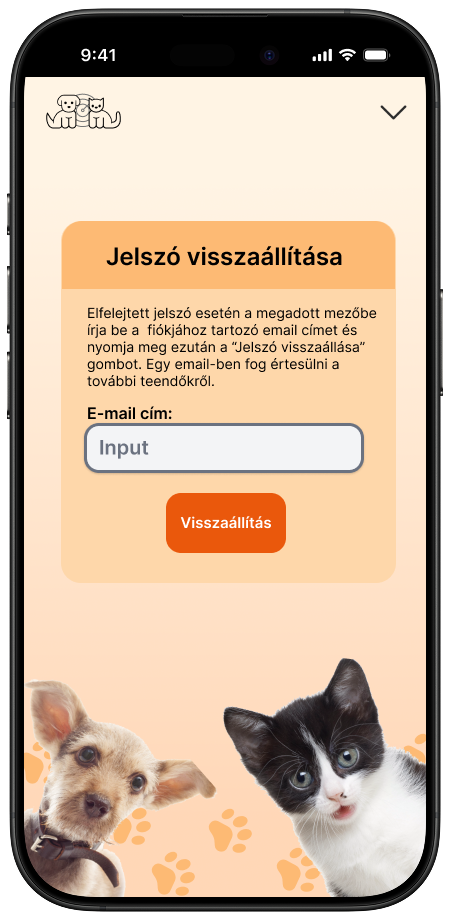 9:41
Jelszó visszaállítása
Elfelejtett jelszó esetén a megadott mezőbe
írja be a  fiókjához tartozó email címet és
nyomja meg ezután a “Jelszó visszaállása”
gombot. Egy email-ben fog értesülni a
további teendőkről.
E-mail cím:
Input
Visszaállítás